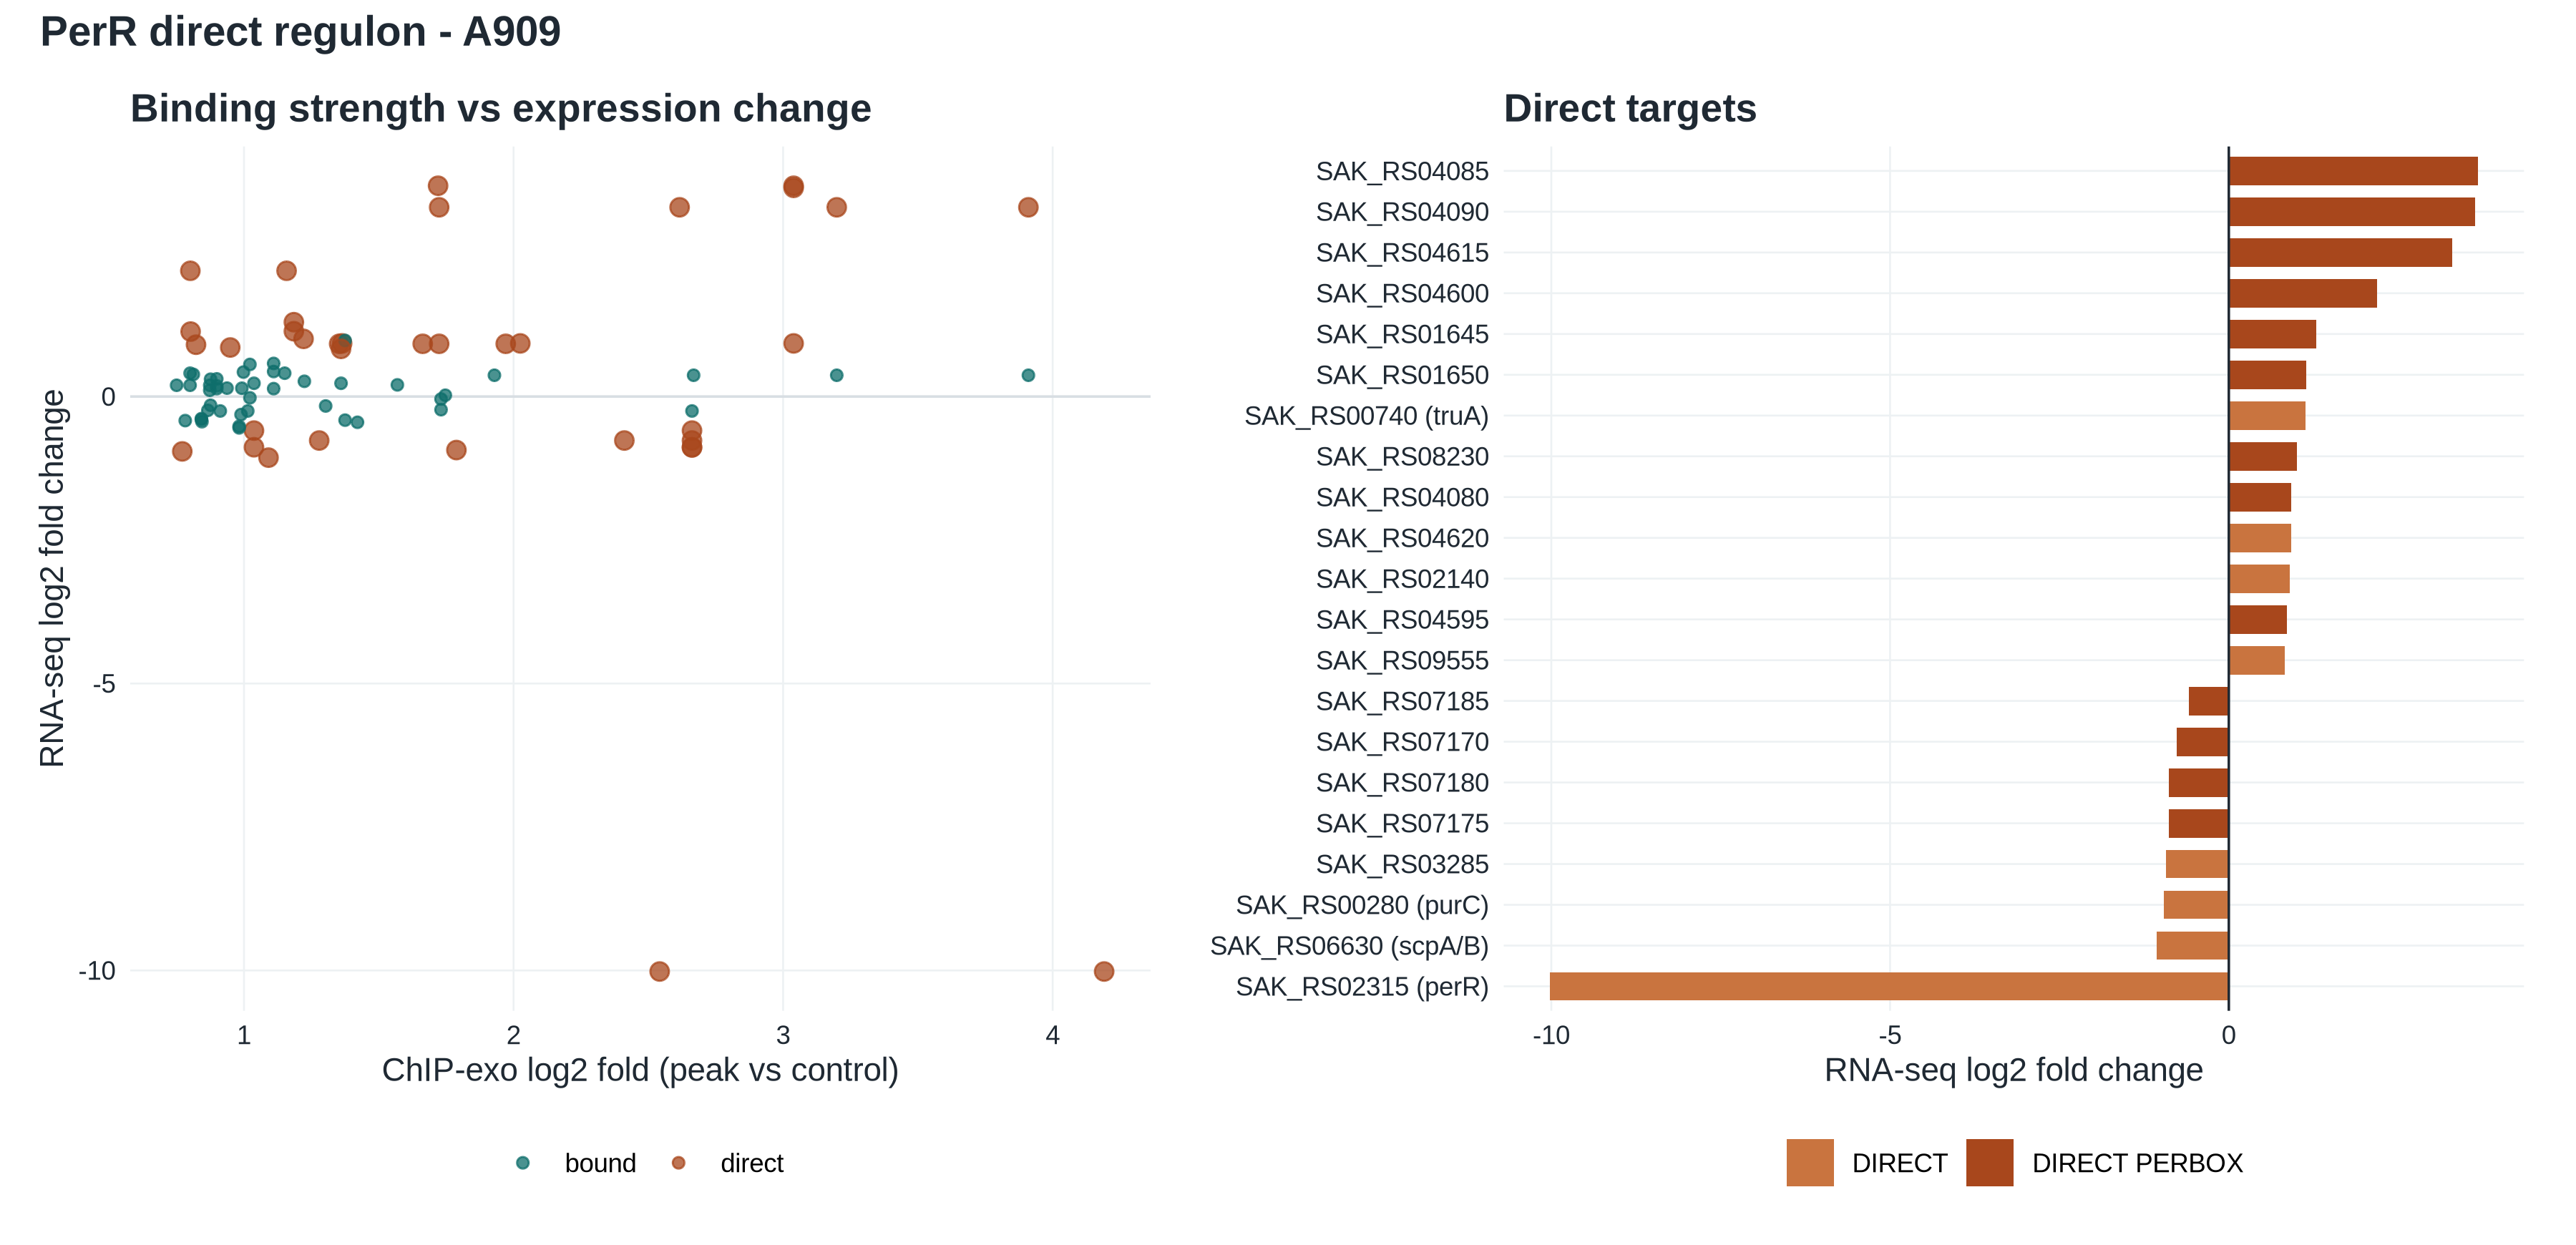 PerR direct regulon - A909
Binding strength vs expression change
RNA-seq log2 fold change
0
-5
-10
1 2 3 4
ChIP-exo log2 fold (peak vs control)
bound direct
Direct targets
SAK_RS04085
SAK_RS04090
SAK_RS04615
SAK_RS04600
SAK_RS01645
SAK_RS01650
SAK_RS00740 (truA)
SAK_RS08230
SAK_RS04080
SAK_RS04620
SAK_RS02140
SAK_RS04595
SAK_RS09555
SAK_RS07185
SAK_RS07170
SAK_RS07180
SAK_RS07175
SAK_RS03285
SAK_RS00280 (purC)
SAK_RS06630 (scpA/B)
SAK_RS02315 (perR)
-10 -5 0
RNA-seq log2 fold change
DIRECT DIRECT PERBOX